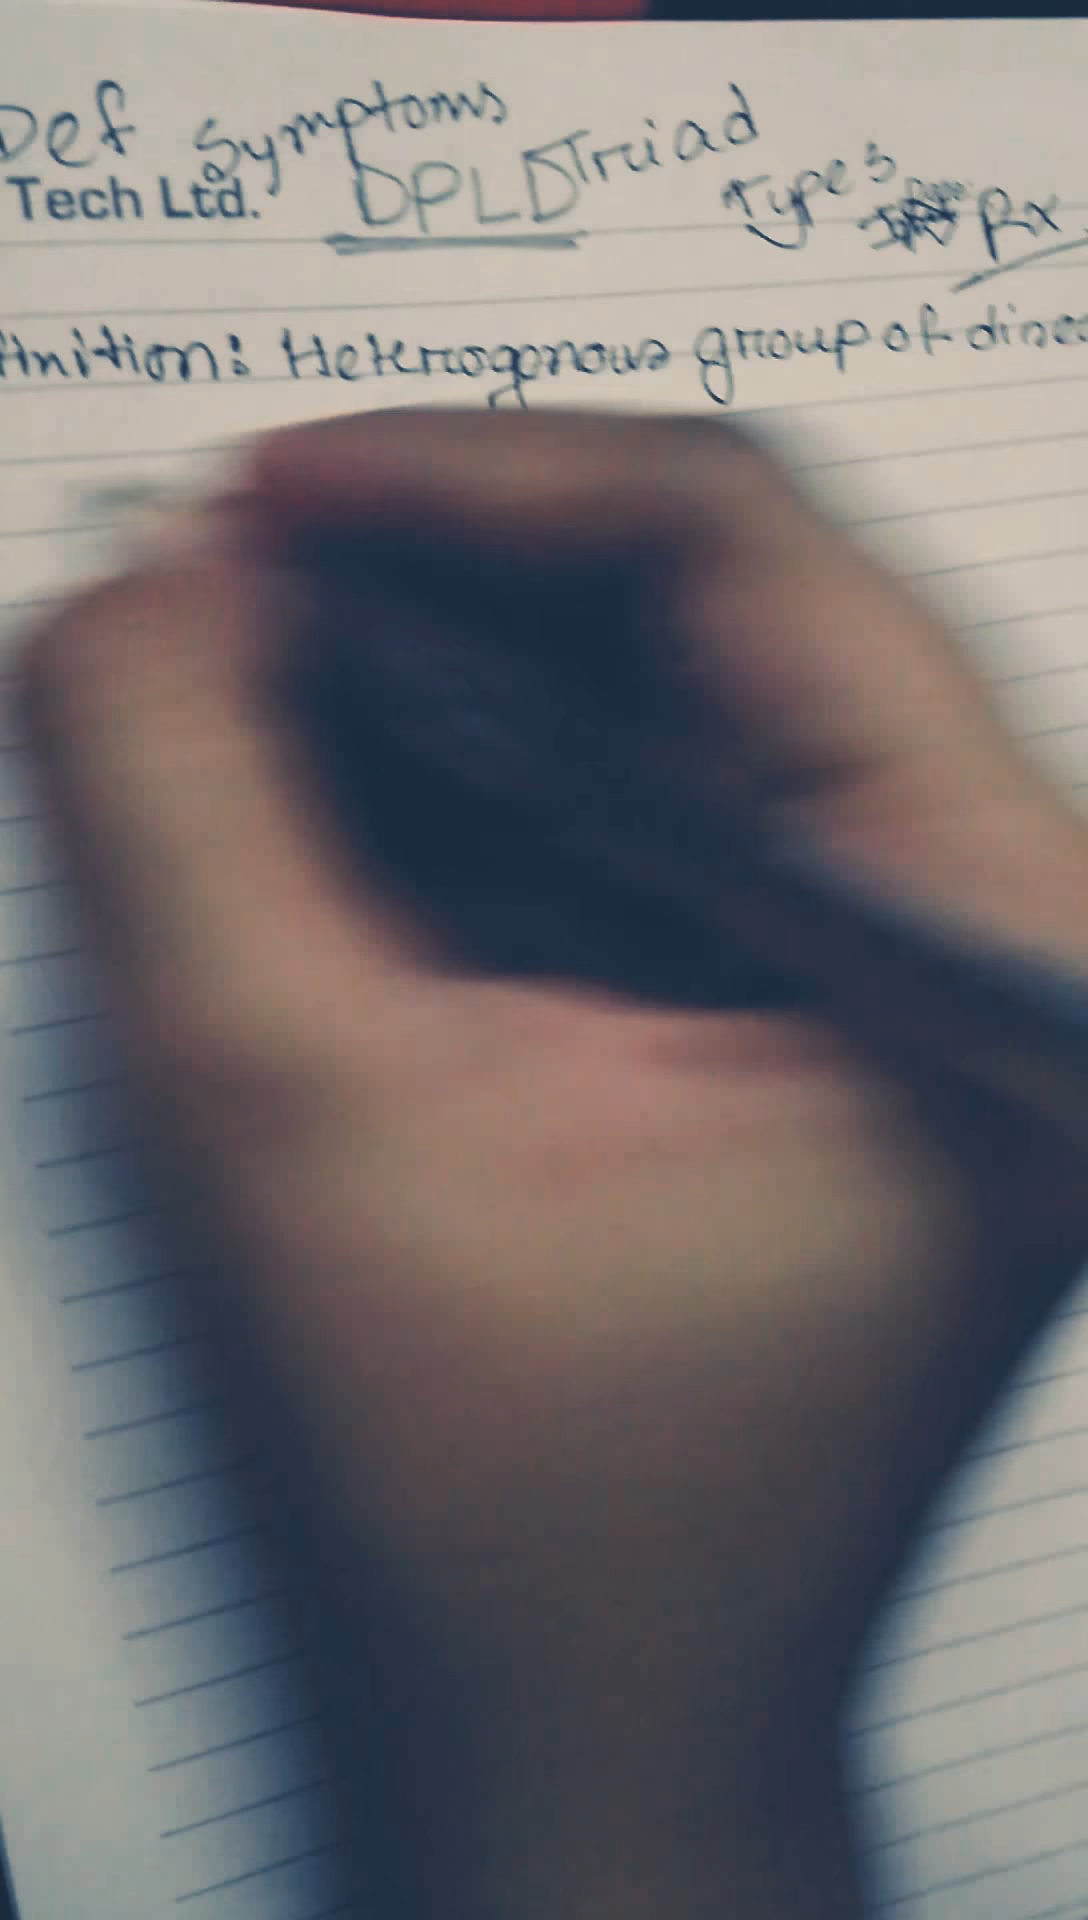 Def Symptoms Triad Types Rx
Tech Ltd. DPLD
finition: Heterogonous group of dise